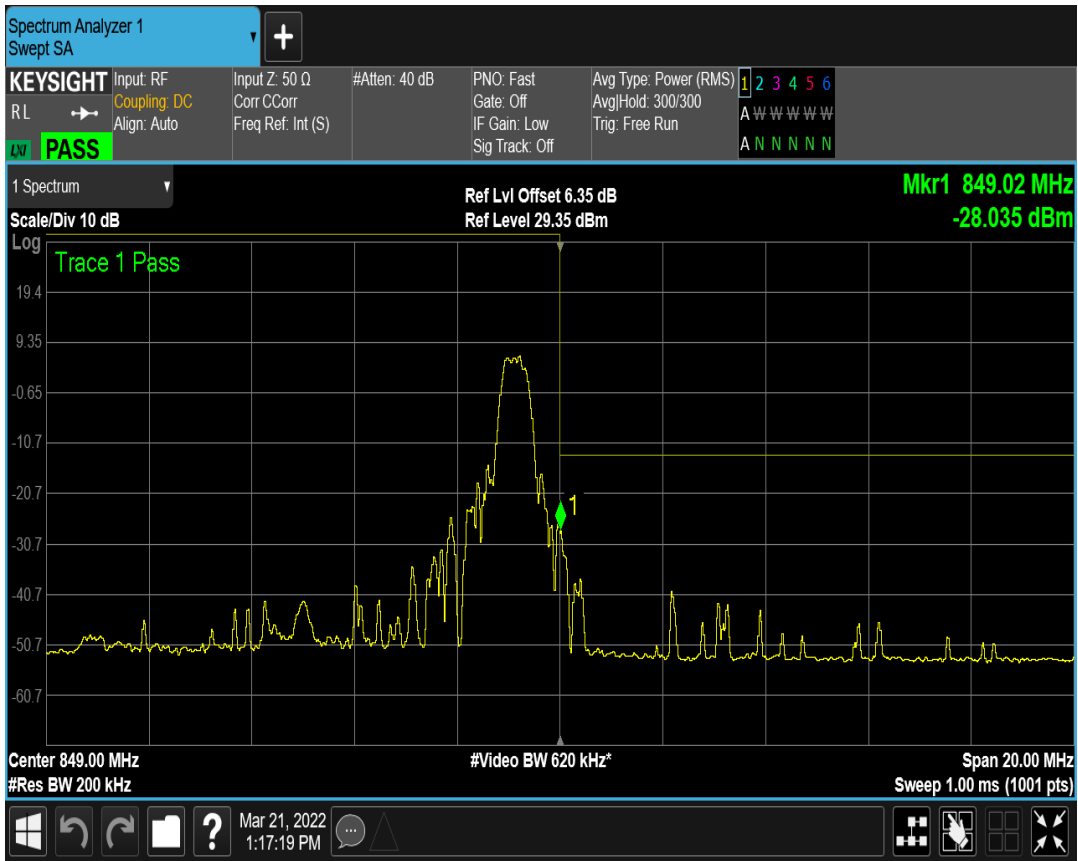 Spectrum Analyzer 1
Swept SA
KEYSIGHT
R L
LXI PASS
Input: RF
Coupling: DC
Align: Auto
Input Z: 50 Ω
Corr CCorr
Freq Ref: Int (S)
#Atten: 40 dB
PNO: Fast
Gate: Off
IF Gain: Low
Sig Track: Off
Avg Type: Power (RMS)
Avg|Hold: 300/300
Trig: Free Run
1 2 3 4 5 6
A W W W W W
A N N N N N
1 Spectrum
Scale/Div 10 dB
Ref Lvl Offset 6.35 dB
Ref Level 29.35 dBm
Mkr1 849.02 MHz
-28.035 dBm
Log
Trace 1 Pass
19.4
9.35
-0.65
-10.7
-20.7
1
-30.7
-40.7
-50.7
-60.7
Center 849.00 MHz
#Video BW 620 kHz*
Span 20.00 MHz
#Res BW 200 kHz
Sweep 1.00 ms (1001 pts)
?
Mar 21, 2022
1:17:19 PM